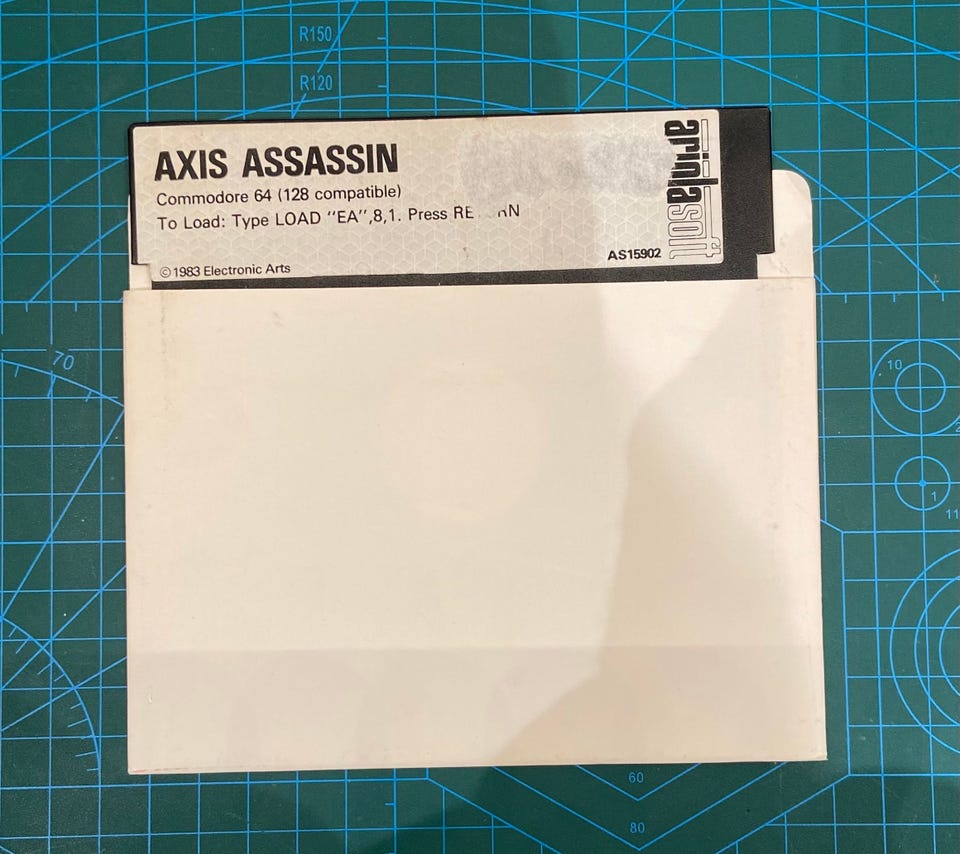 R150
R120
AXIS ASSASSIN
Commodore 64 (128 compatible)
To Load: Type LOAD "EA",8,1. Press
© 1983 Electronic Arts
AS15902
ariolasoft
70
10
1
11
60
80